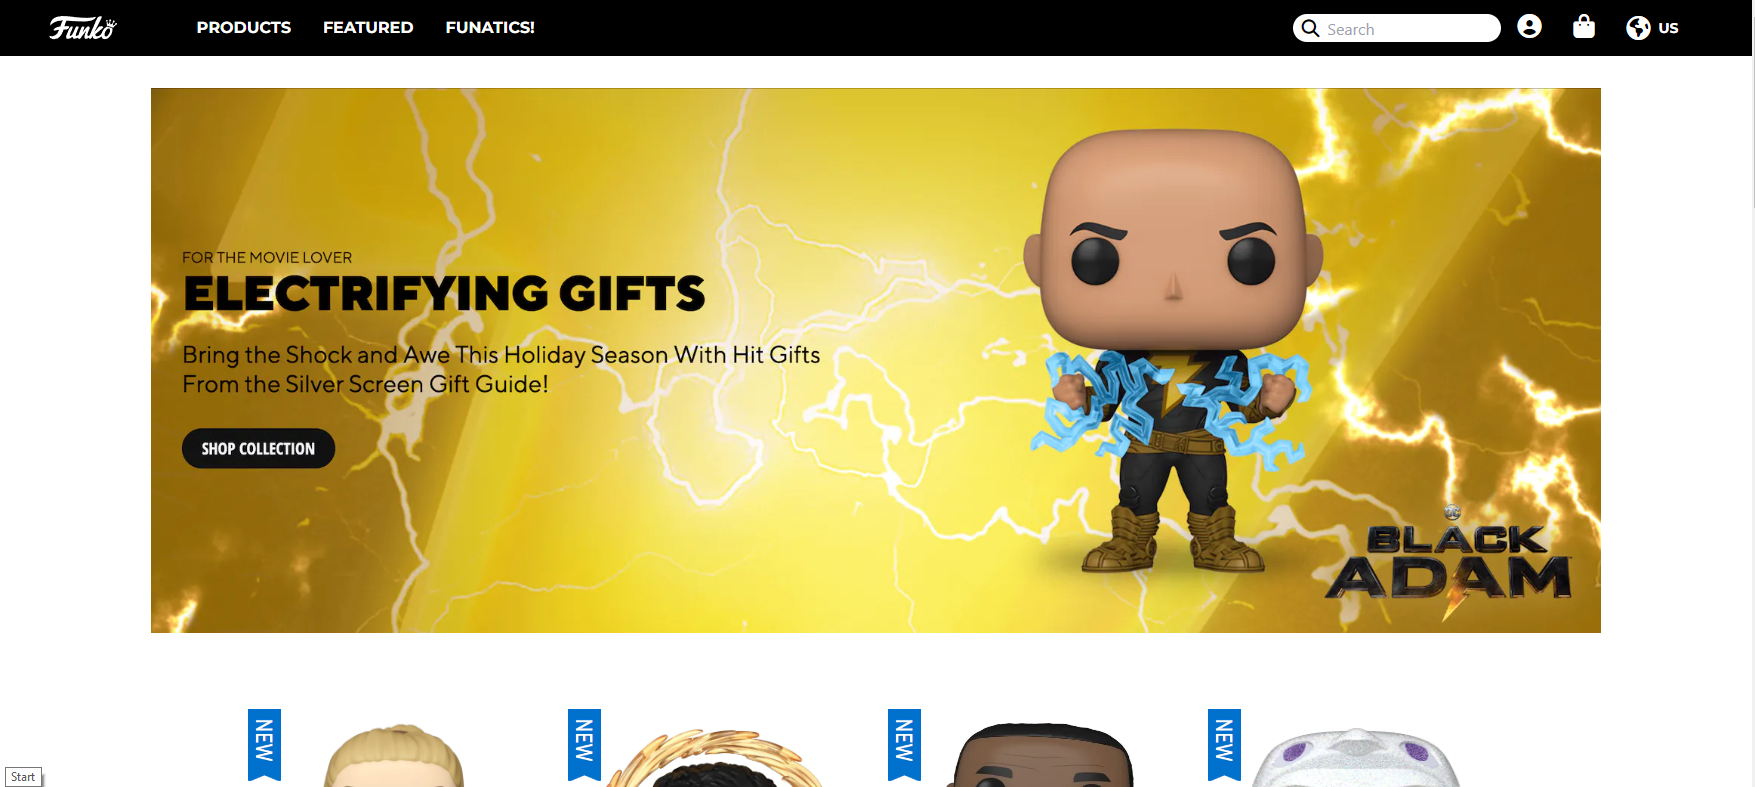 Funko
PRODUCTS
FEATURED
FUNATICS!
Search
US
FOR THE MOVIE LOVER
ELECTRIFYING GIFTS
Bring the Shock and Awe This Holiday Season With Hit Gifts
From the Silver Screen Gift Guide!
SHOP COLLECTION
DC
BLACK
ADAM
NEW
NEW
NEW
NEW
Start